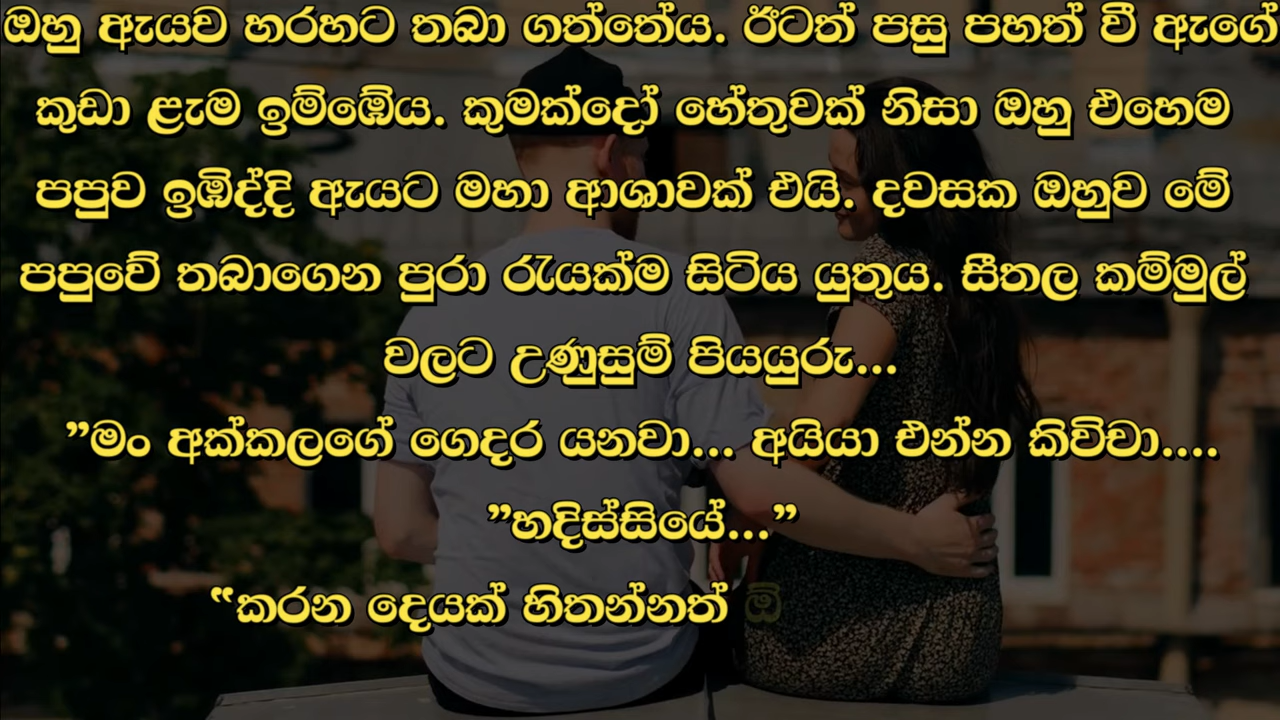 ඔහු ඇයව හරහට තබා ගත්තේය. ඊටත් පසු පහත් වී ඇගේ
කුඩා ළැම ඉම්ඹේය. කුමක්දෝ හේතුවක් නිසා ඔහු එහෙම
පපුව ඉඹිද්දි ඇයට මහා ආශාවක් එයි. දවසක ඔහුව මේ
පපුවේ තබාගෙන පුරා රැයක්ම සිටිය යුතුය. සීතල කම්මුල්
වලට උණුසුම් පියයුරු...
”මං අක්කලගේ ගෙදර යනවා... අයියා එන්න කිව්වා....
”හදිස්සියේ...”
“කරන දෙයක් හිතන්නත් ඕ